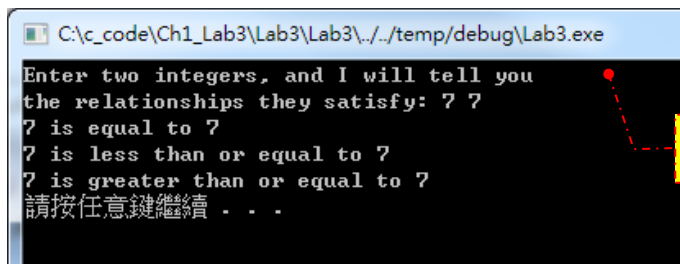 C:\c_code\Ch1_Lab3\Lab3\Lab3\../../temp/debug\Lab3.exe
Enter two integers, and I will tell you
the relationships they satisfy: 7 7
7 is equal to 7
7 is less than or equal to 7
7 is greater than or equal to 7
請按任意鍵繼續 . . .